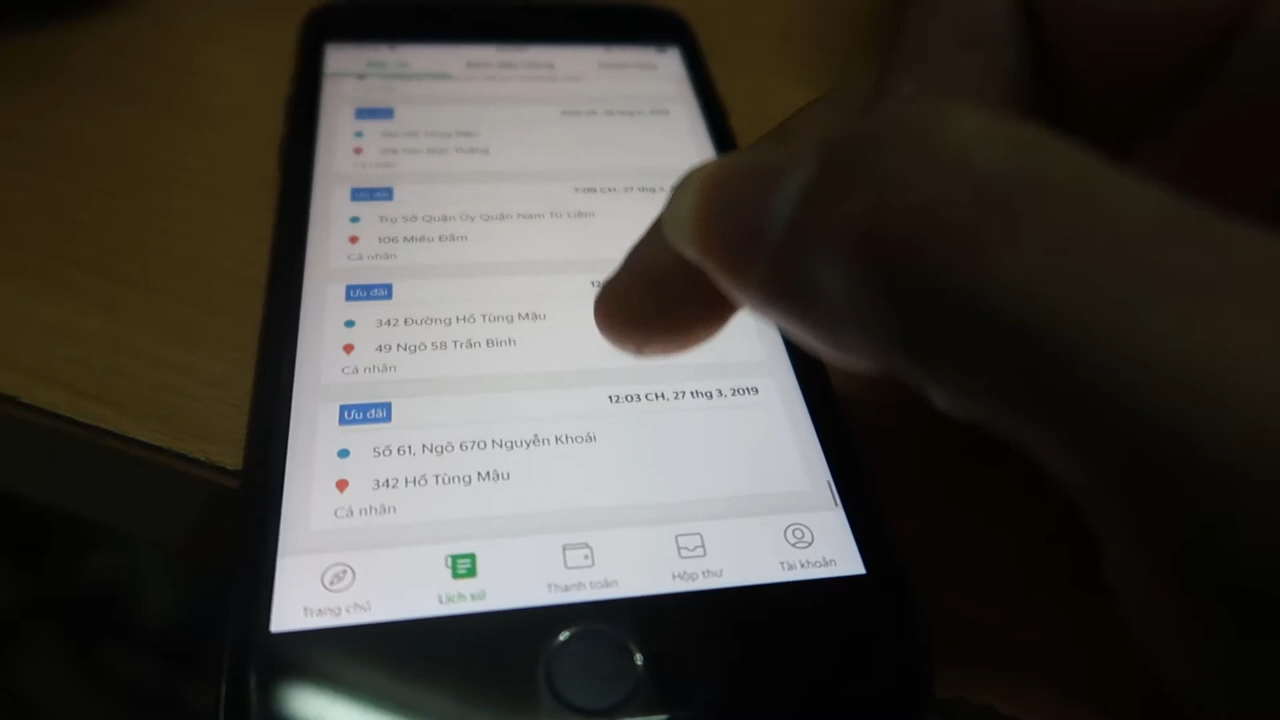 Ưu đãi
7:09 CH, 27 thg 3,
Trụ Sở Quận Ủy Quận Nam Từ Liêm
106 Miếu Đầm
Cá nhân
Ưu đãi
342 Đường Hồ Tùng Mậu
49 Ngõ 58 Trần Bình
Cá nhân
Ưu đãi
12:03 CH, 27 thg 3, 2019
Số 61, Ngõ 670 Nguyễn Khoái
342 Hồ Tùng Mậu
Cá nhân
Trang chủ
Lịch sử
Thanh toán
Hộp thư
Tài khoản